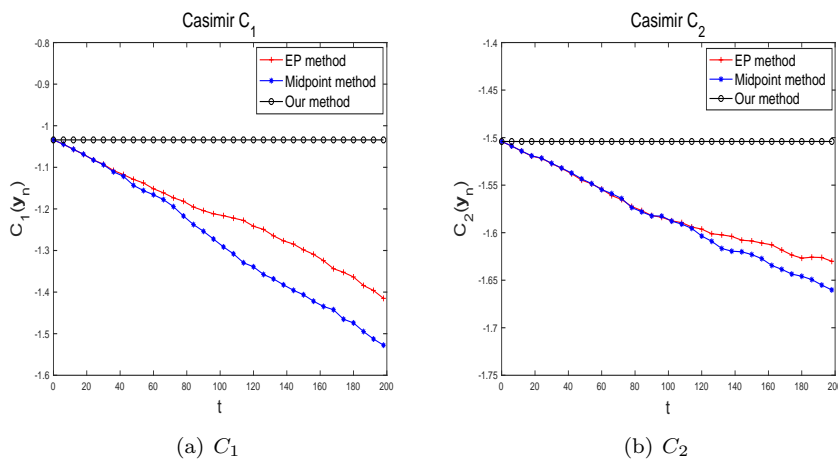 Casimir C1
-0.8
-0.9
-1
-1.1
-1.2
-1.3
-1.4
-1.5
-1.6
C1(yn)
0 20 40 60 80 100 120 140 160 180 200
t
EP method
Midpoint method
Our method
(a) C1
Casimir C2
-1.4
-1.45
-1.5
-1.55
-1.6
-1.65
-1.7
-1.75
C2(yn)
0 20 40 60 80 100 120 140 160 180 200
t
EP method
Midpoint method
Our method
(b) C2